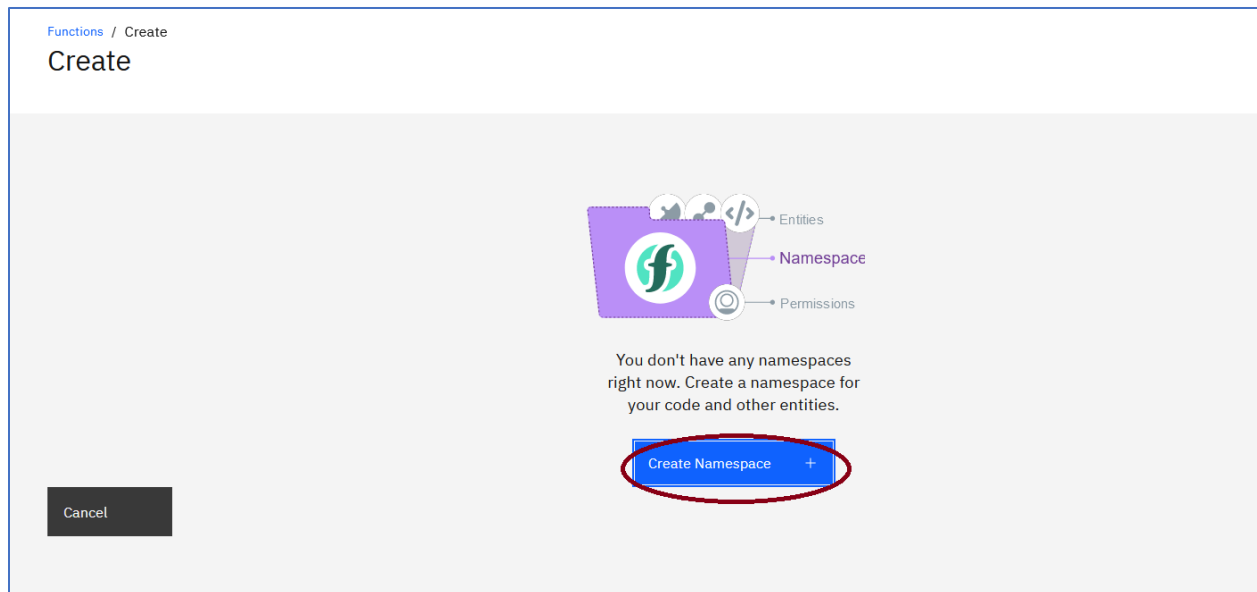 Functions / Create
Create
Entities
Namespace
Permissions
You don't have any namespaces
right now. Create a namespace for
your code and other entities.
Create Namespace +
Cancel